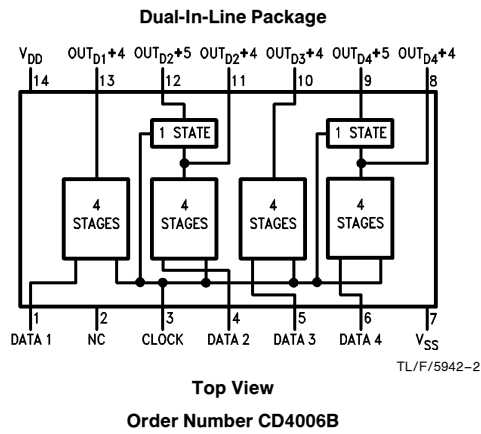 Dual-In-Line Package
VDD OUTD1+4 OUTD2+5 OUTD2+4 OUTD3+4 OUTD4+5 OUTD4+4
14 13 12 11 10 9 8
1 STATE 1 STATE
4 STAGES 4 STAGES 4 STAGES 4 STAGES
1 2 3 4 5 6 7
DATA 1 NC CLOCK DATA 2 DATA 3 DATA 4 VSS
TL/F/5942–2
Top View
Order Number CD4006B